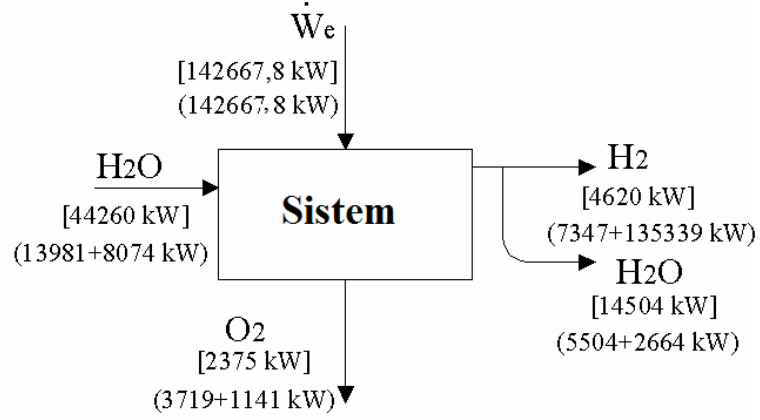 Ẇe
[142667,8 kW]
(142667,8 kW)
H2O
[44260 kW]
(13981+8074 kW)
Sistem
H2
[4620 kW]
(7347+135339 kW)
H2O
[14504 kW]
(5504+2664 kW)
O2
[2375 kW]
(3719+1141 kW)